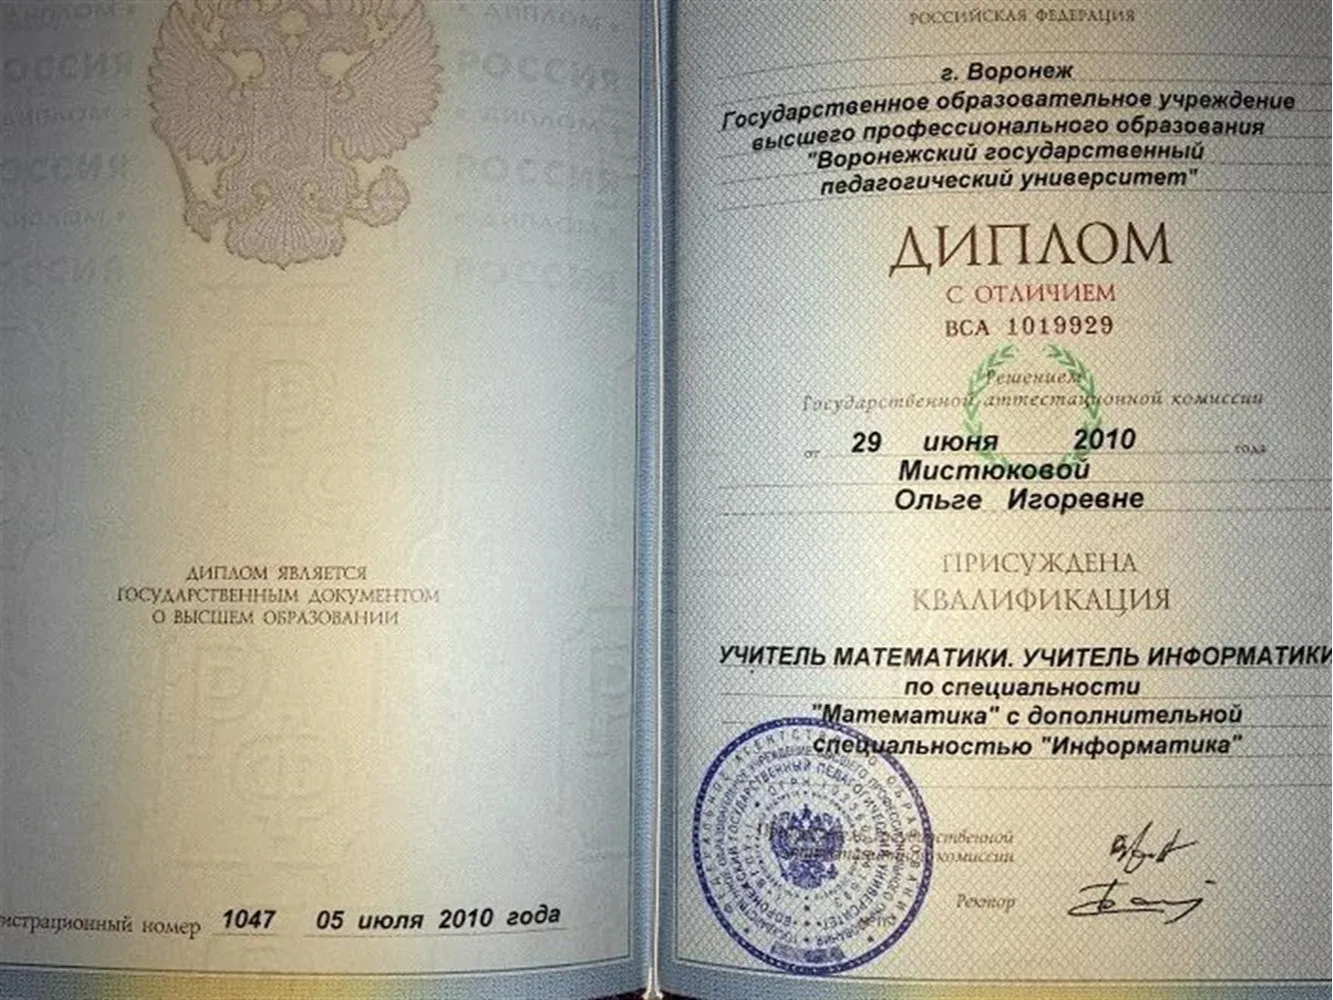 ДИПЛОМ ЯВЛЯЕТСЯ
ГОСУДАРСТВЕННЫМ ДОКУМЕНТОМ
О ВЫСШЕМ ОБРАЗОВАНИИ
номер 1047 05 июля 2010 года
РОССИЙСКАЯ ФЕДЕРАЦИЯ
г. Воронеж
Государственное образовательное учреждение
высшего профессионального образования
"Воронежский государственный
педагогический университет"
ДИПЛОМ
С ОТЛИЧИЕМ
ВСА 1019929
Решением
Государственной аттестационной комиссии
от 29 июня 2010 года
Мистюковой
Ольге Игоревне
ПРИСУЖДЕНА
КВАЛИФИКАЦИЯ
УЧИТЕЛЬ МАТЕМАТИКИ. УЧИТЕЛЬ ИНФОРМАТИКИ
по специальности
"Математика" с дополнительной
специальностью "Информатика"
комиссии
Ректор